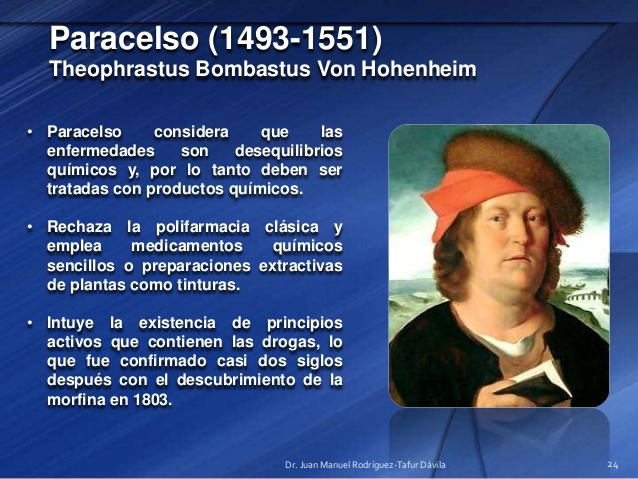 Paracelso (1493-1551)
Theophrastus Bombastus Von Hohenheim
• Paracelso considera que las
enfermedades son desequilibrios
químicos y, por lo tanto deben ser
tratadas con productos químicos.
• Rechaza la polifarmacia clásica y
emplea medicamentos químicos
sencillos o preparaciones extractivas
de plantas como tinturas.
• Intuye la existencia de principios
activos que contienen las drogas, lo
que fue confirmado casi dos siglos
después con el descubrimiento de la
morfina en 1803.
Dr. Juan Manuel Rodríguez-Tafur Dávila
24